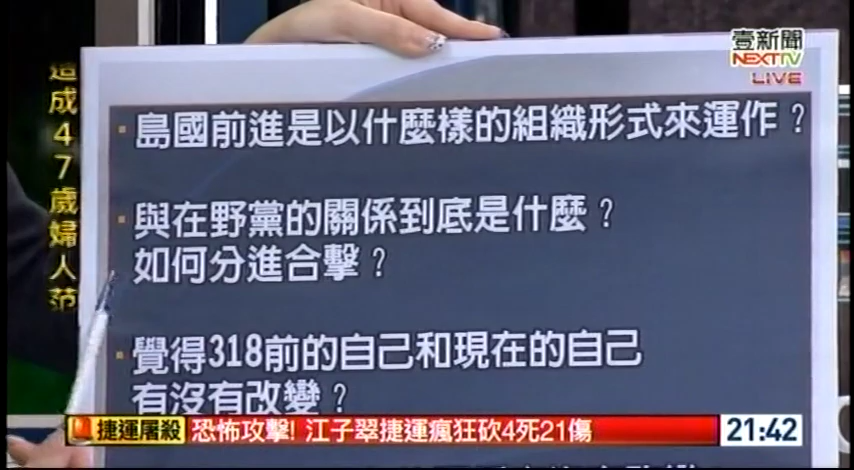 壹新聞
NEXTTV
LIVE
造成47歲婦人范
島國前進是以什麼樣的組織形式來運作？
與在野黨的關係到底是什麼？
如何分進合擊？
覺得318前的自己和現在的自己
有沒有改變？
捷運屠殺
恐怖攻擊! 江子翠捷運瘋狂砍4死21傷
21:42